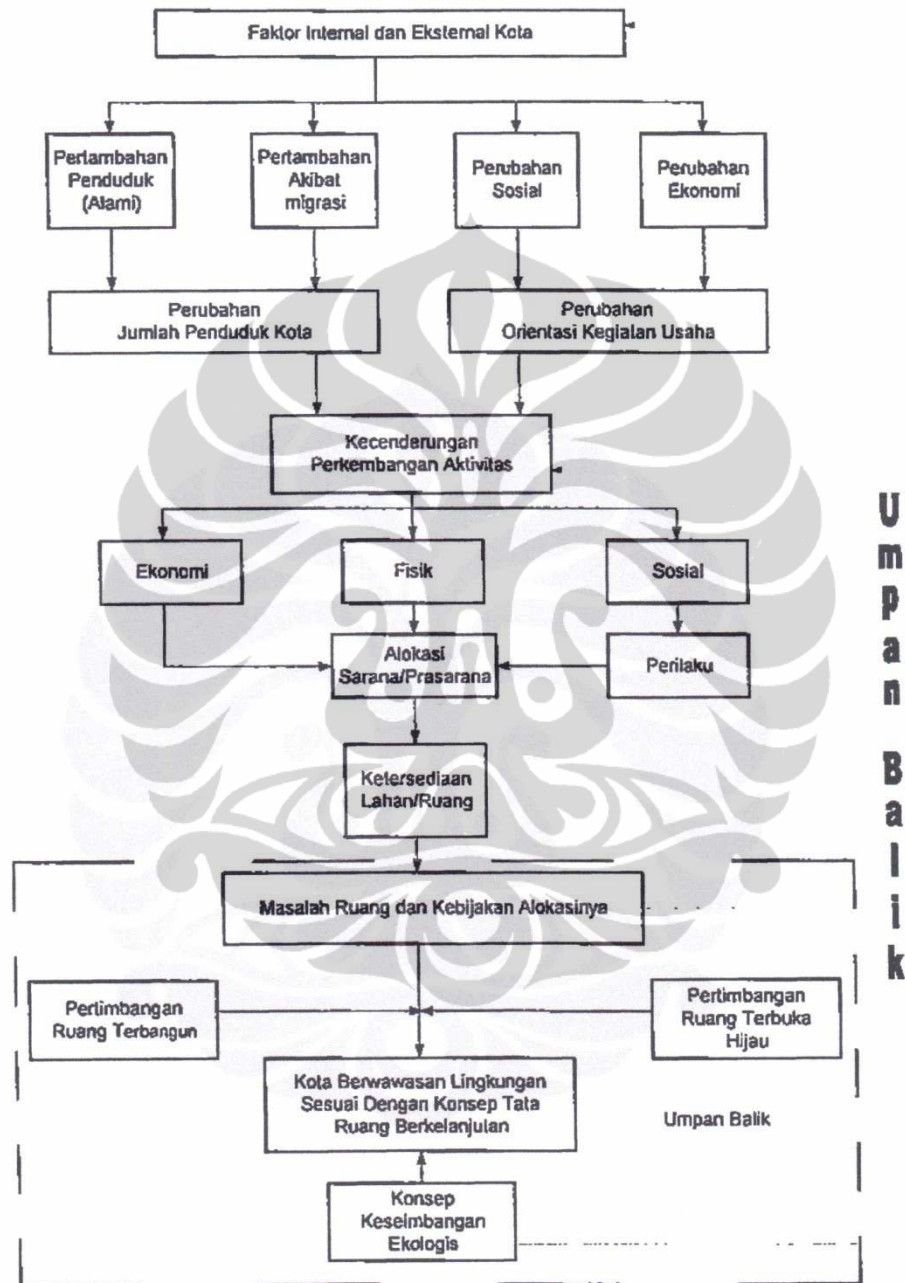 Faktor Internal dan Eksternal Kota
Pertambahan
Penduduk
(Alami)
Pertambahan
Akibat
migrasi
Perubahan
Sosial
Perubahan
Ekonomi
Perubahan
Jumlah Penduduk Kota
Perubahan
Orientasi Kegiatan Usaha
Kecenderungan
Perkembangan Aktivitas
Ekonomi
Fisik
Sosial
Alokasi
Sarana/Prasarana
Perilaku
Ketersediaan
Lahan/Ruang
Masalah Ruang dan Kebijakan Alokasinya
Pertimbangan
Ruang Terbangun
Pertimbangan
Ruang Terbuka
Hijau
Kota Berwawasan Lingkungan
Sesuai Dengan Konsep Tata
Ruang Berkelanjutan
Umpan Balik
Konsep
Keseimbangan
Ekologis
Umpan Balik